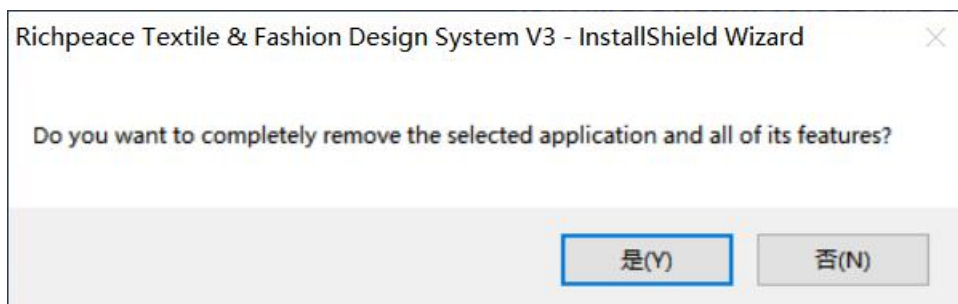 Richpeace Textile & Fashion Design System V3 - InstallShield Wizard
Do you want to completely remove the selected application and all of its features?
是(Y)
否(N)